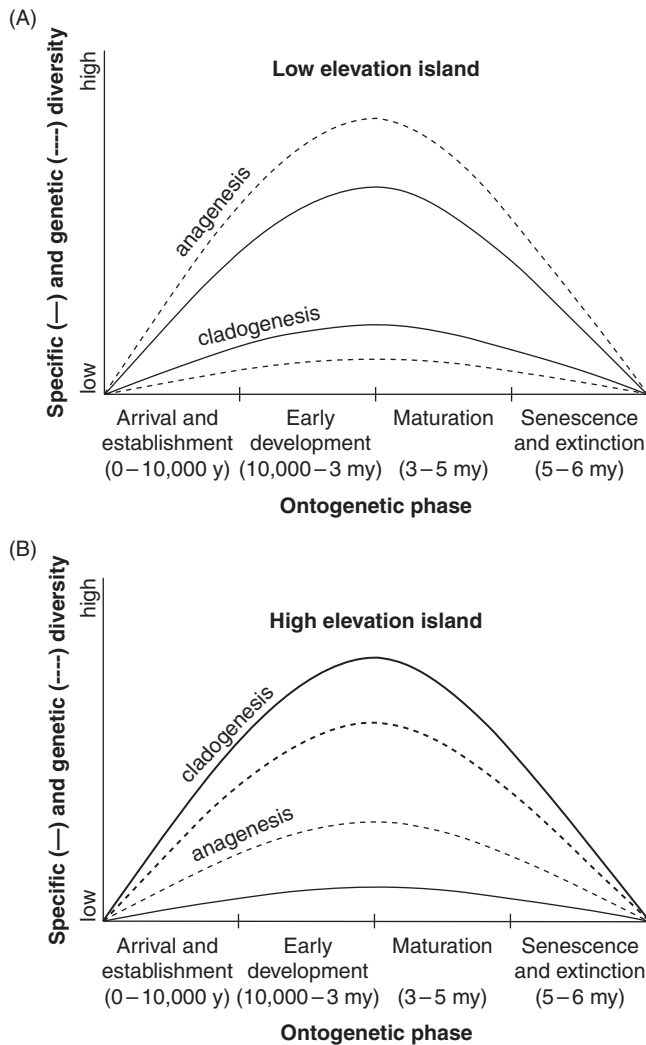 (A)
Specific (—) and genetic (----) diversity
high
low
Low elevation island
anagenesis
cladogenesis
Arrival and
establishment
(0–10,000 y)
Early
development
(10,000–3 my)
Maturation
(3–5 my)
Senescence
and extinction
(5–6 my)
Ontogenetic phase
(B)
Specific (—) and genetic (----) diversity
high
low
High elevation island
cladogenesis
anagenesis
Arrival and
establishment
(0–10,000 y)
Early
development
(10,000–3 my)
Maturation
(3–5 my)
Senescence
and extinction
(5–6 my)
Ontogenetic phase